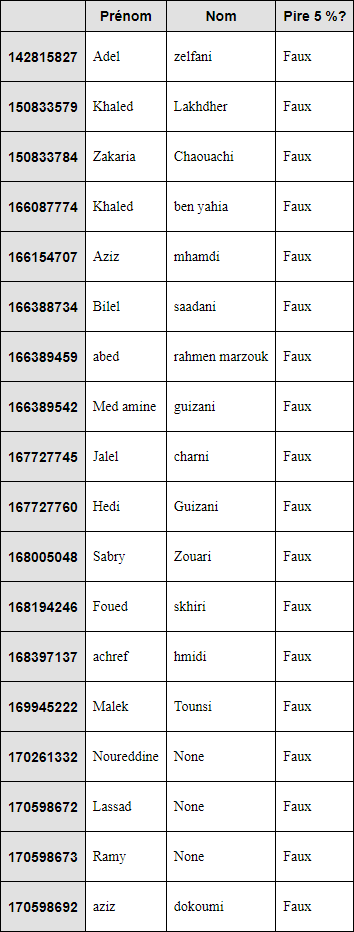 Prénom Nom Pire 5 %?
142815827 Adel zelfani Faux
150833579 Khaled Lakhdher Faux
150833784 Zakaria Chaouachi Faux
166087774 Khaled ben yahia Faux
166154707 Aziz mhamdi Faux
166388734 Bilel saadani Faux
166389459 abed rahmen marzouk Faux
166389542 Med amine guizani Faux
167727745 Jalel charni Faux
167727760 Hedi Guizani Faux
168005048 Sabry Zouari Faux
168194246 Foued skhiri Faux
168397137 achref hmidi Faux
169945222 Malek Tounsi Faux
170261332 Noureddine None Faux
170598672 Lassad None Faux
170598673 Ramy None Faux
170598692 aziz dokoumi Faux